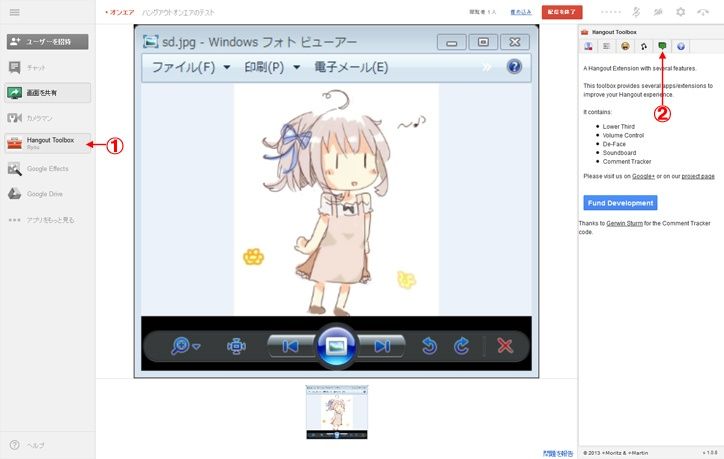 オンエア ハングアウト オンエアのテスト
閲覧者 1 人 埋め込み 配信を終了
ユーザーを招待
チャット
画面を共有
カメラマン
Hangout Toolbox
①
Google Effects
Google Drive
アプリをもっと見る
ヘルプ
sd.jpg - Windows フォト ビューアー
ファイル(F) 印刷(P) 電子メール(E) »
問題を報告
Hangout Toolbox
②
A Hangout Extension with several features.
This toolbox provides several apps/extensions to
improve your Hangout experience.
It contains:
Lower Third
Volume Control
De-Face
Soundboard
Comment Tracker
Please visit us on Google+ or on our project page
Fund Development
Thanks to Gerwin Sturm for the Comment Tracker
code.
© 2013 +Moritz & +Martin
v 1.0.8